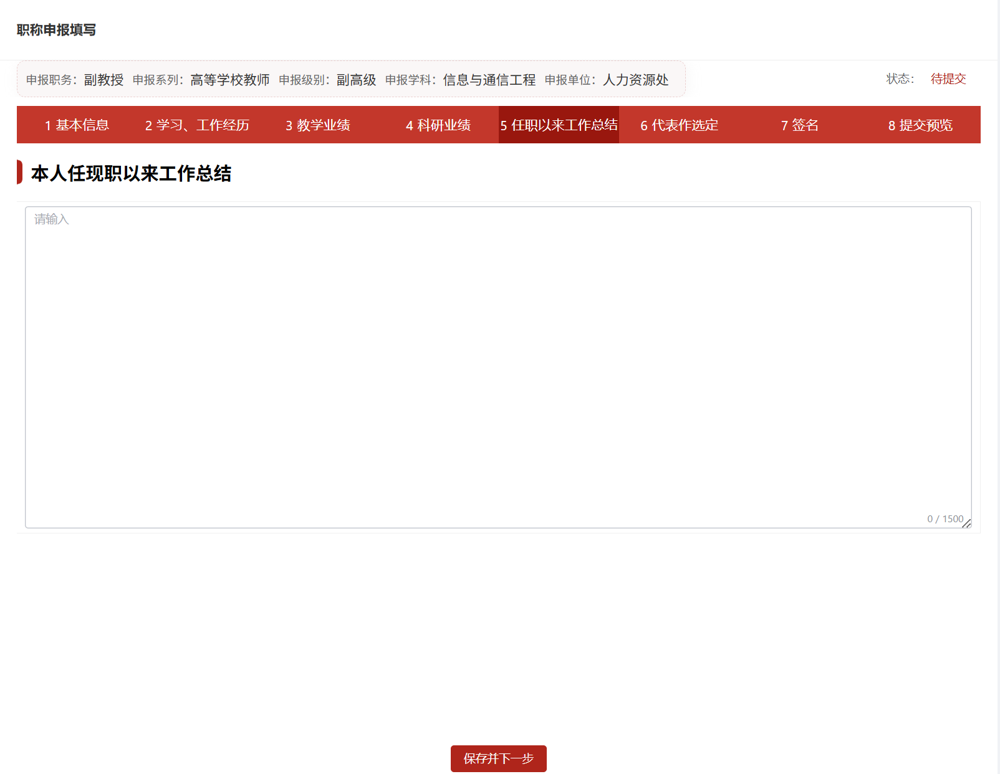 职称申报填写
申报职务：副教授 申报系列：高等学校教师 申报级别：副高级 申报学科：信息与通信工程 申报单位：人力资源处 状态： 待提交
1 基本信息 2 学习、工作经历 3 教学业绩 4 科研业绩 5 任职以来工作总结 6 代表作选定 7 签名 8 提交预览
本人任现职以来工作总结
请输入
0 / 1500
保存并下一步